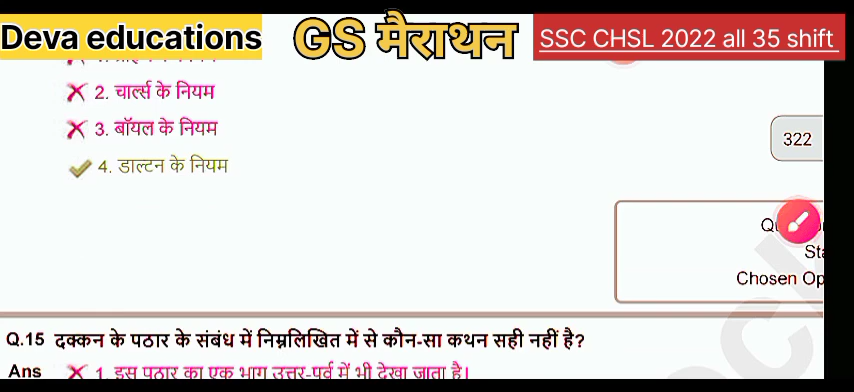 Deva educations GS मैराथन SSC CHSL 2022 all 35 shift
2. चार्ल्स के नियम
3. बॉयल के नियम
322
4. डाल्टन के नियम
Chosen Op
Q.15 दक्कन के पठार के संबंध में निम्नलिखित में से कौन-सा कथन सही नहीं है?
Ans 1. इस पठार का एक भाग उत्तर-पूर्व में भी देखा जाता है।